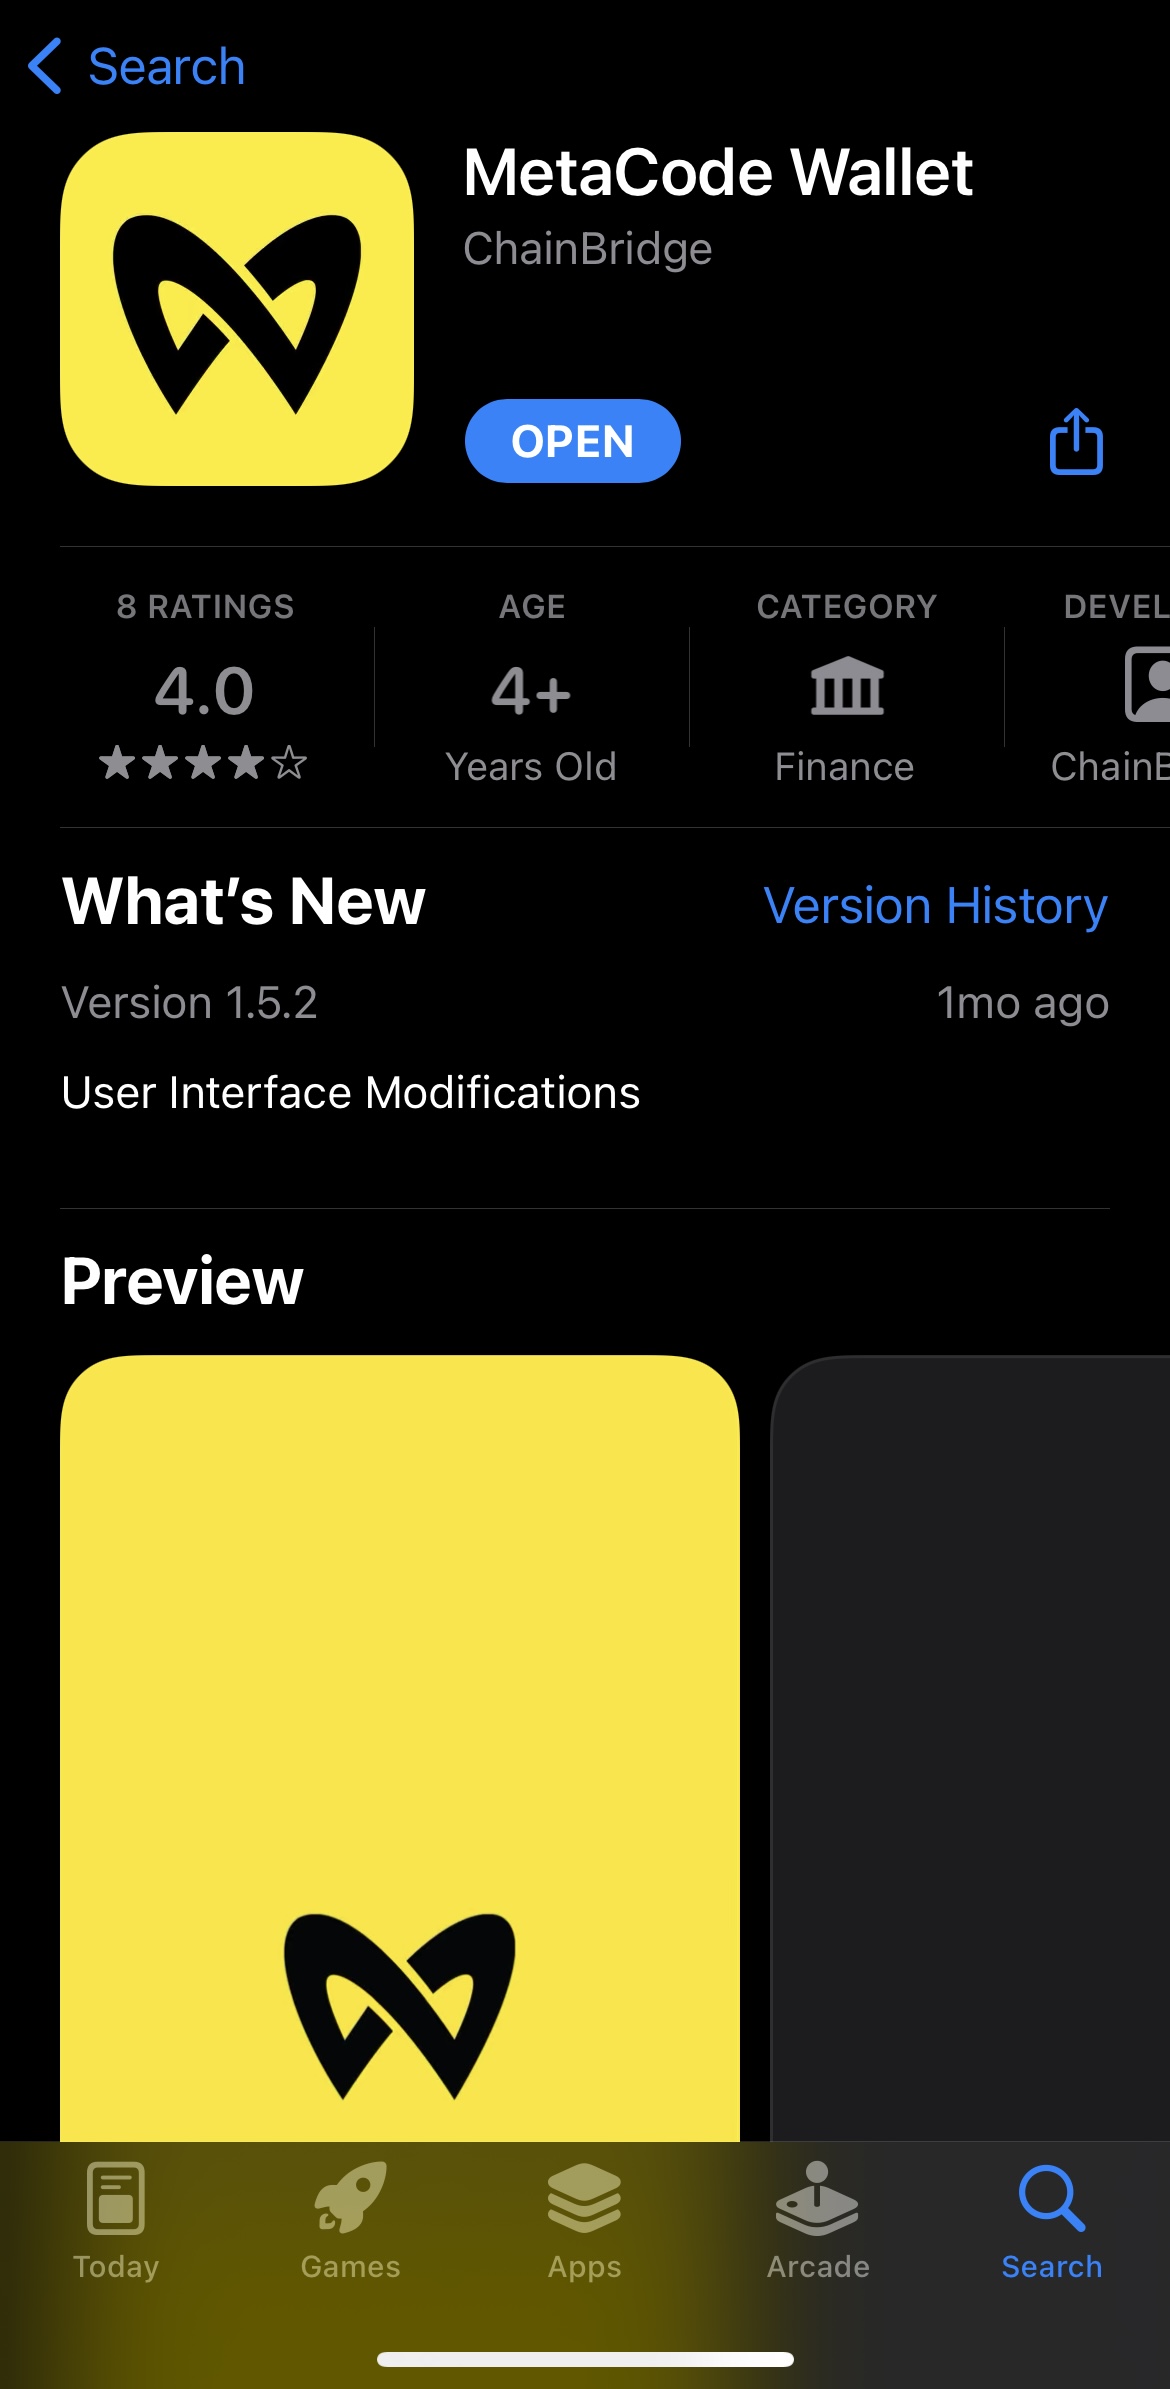 Search
MetaCode Wallet
ChainBridge
OPEN
8 RATINGS
4.0
AGE
4+
Years Old
CATEGORY
Finance
DEVEL
ChainB
What's New
Version History
Version 1.5.2
1mo ago
User Interface Modifications
Preview
Today
Games
Apps
Arcade
Search